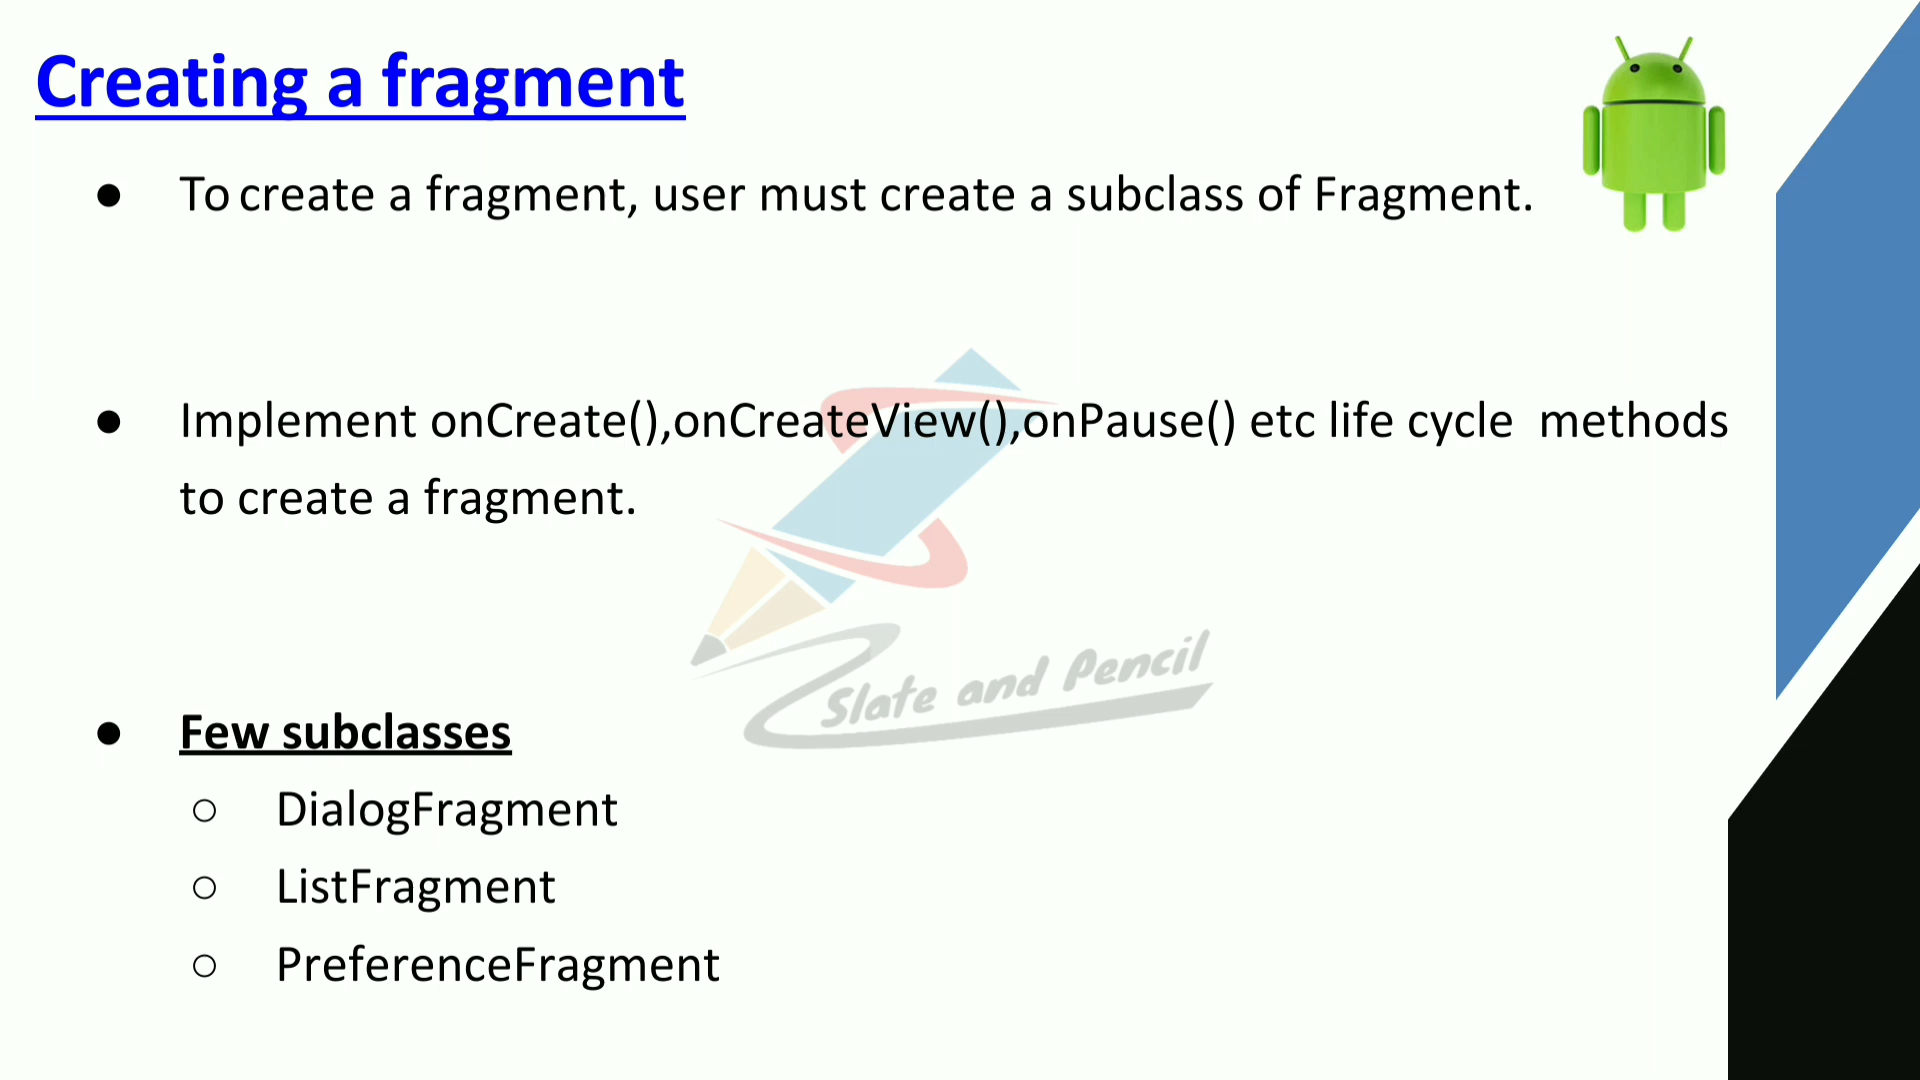 Creating a fragment
● To create a fragment, user must create a subclass of Fragment.
● Implement onCreate(),onCreateView(),onPause() etc life cycle methods
to create a fragment.
Slate and Pencil
● Few subclasses
○ DialogFragment
○ ListFragment
○ PreferenceFragment